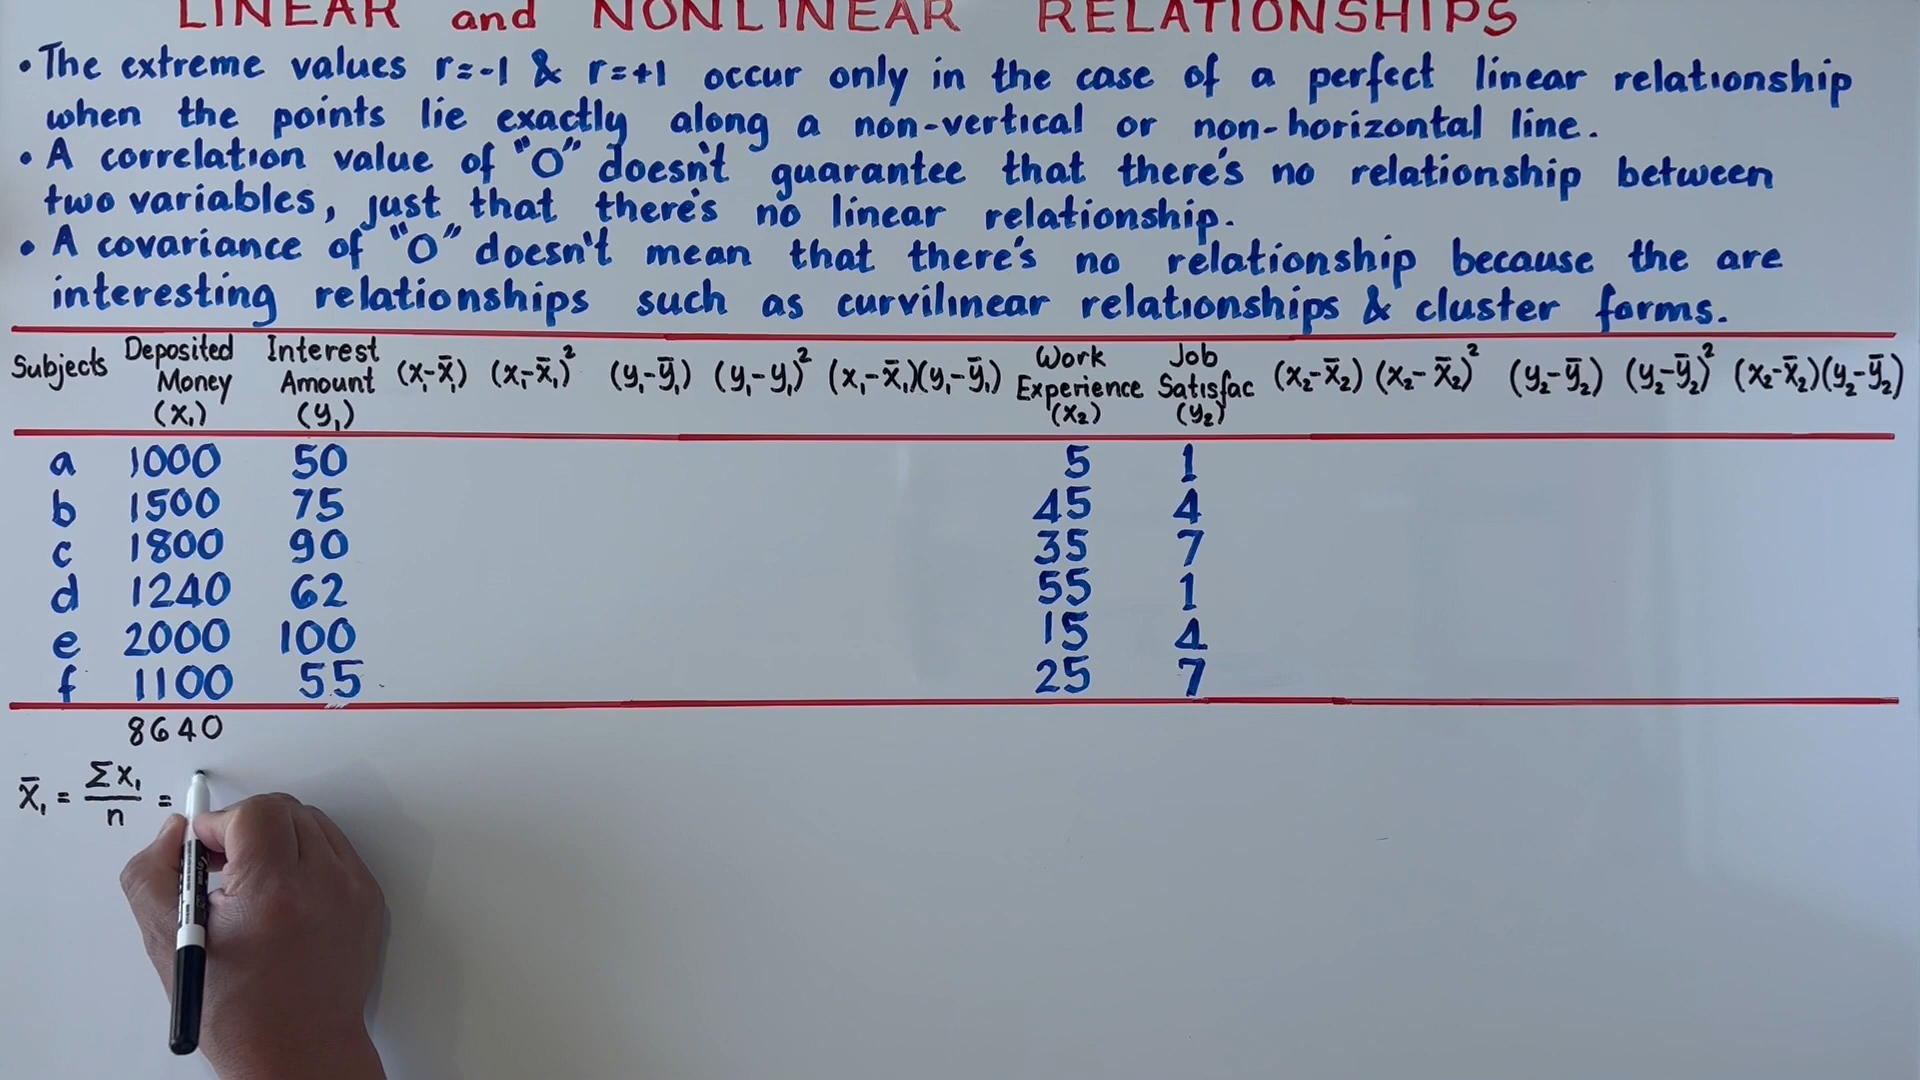 LINEAR and NONLINEAR RELATIONSHIPS
• The extreme values r=-1 & r=+1 occur only in the case of a perfect linear relationship
when the points lie exactly along a non-vertical or non-horizontal line.
• A correlation value of "0" doesn't guarantee that there's no relationship between
two variables, just that there's no linear relationship.
• A covariance of "0" doesn't mean that there's no relationship because the are
interesting relationships such as curvilinear relationships & cluster forms.
Subjects Deposited Money (x₁) Interest Amount (y₁) (x₁-x̄₁) (x₁-x̄₁)² (y₁-ȳ₁) (y₁-y₁)² (x₁-x̄₁)(y₁-ȳ₁) Work Experience (x₂) Job Satisfac (y₂) (x₂-x̄₂) (x₂-x̄₂)² (y₂-ȳ₂) (y₂-ȳ₂)² (x₂-x̄₂)(y₂-ȳ₂)
a 1000 50 5 1
b 1500 75 45 4
c 1800 90 35 7
d 1240 62 55 1
e 2000 100 15 4
f 1100 55 25 7
8640
x̄₁ = Σx₁/n =